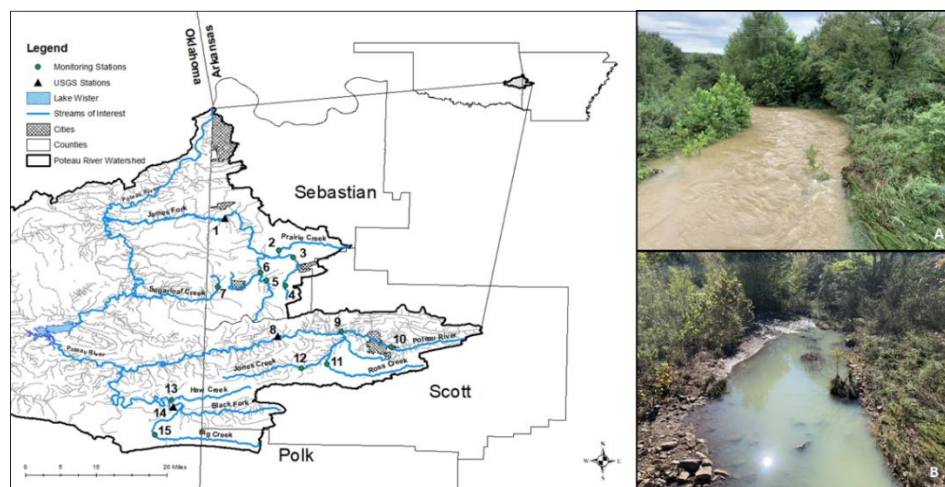 Oklahoma
Arkansas
Legend
Monitoring Stations
USGS Stations
Lake Wister
Streams of Interest
Cities
Counties
Poteau River Watershed
Poteau River
James Fork
1
Sebastian
Prairie Creek
2
3
6
5
4
7
Sugarloaf Creek
8
9
10
Poteau River
Poteau River
Jones Creek
12
11
Ross Creek
Scott
13
Haw Creek
14
Black Fork
15
Big Creek
Polk
0 5 10 20 Miles
N
W E
S
A
B